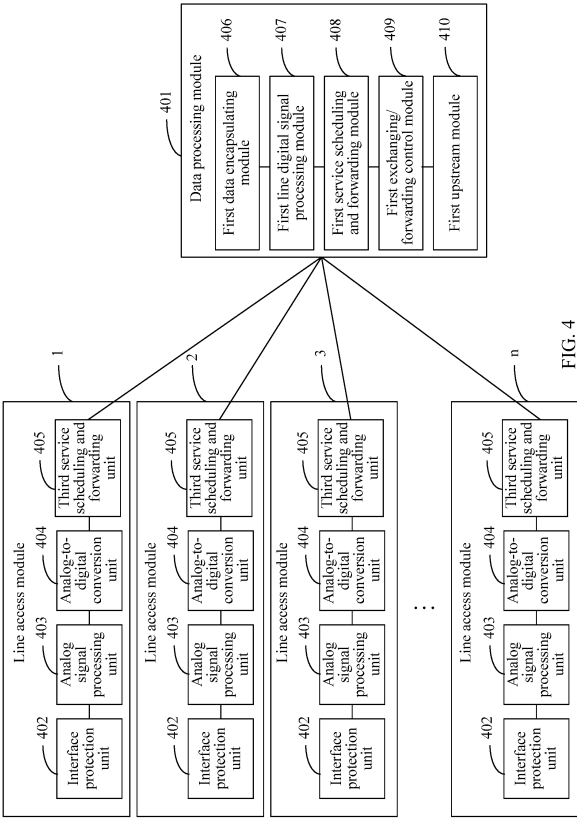 Line access module
1
402
403
404
405
Interface
protection
unit
Analog
signal
processing
unit
Analog-to-
digital
conversion
unit
Third service
scheduling and
forwarding
unit
Line access module
2
402
403
404
405
Interface
protection
unit
Analog
signal
processing
unit
Analog-to-
digital
conversion
unit
Third service
scheduling and
forwarding
unit
Line access module
3
402
403
404
405
Interface
protection
unit
Analog
signal
processing
unit
Analog-to-
digital
conversion
unit
Third service
scheduling and
forwarding
unit
...
Line access module
n
402
403
404
405
Interface
protection
unit
Analog
signal
processing
unit
Analog-to-
digital
conversion
unit
Third service
scheduling and
forwarding
unit
401
Data processing module
First data encapsulating
module
406
First line digital signal
processing module
407
First service scheduling
and forwarding module
408
First exchanging/
forwarding control module
409
First upstream module
410
FIG. 4